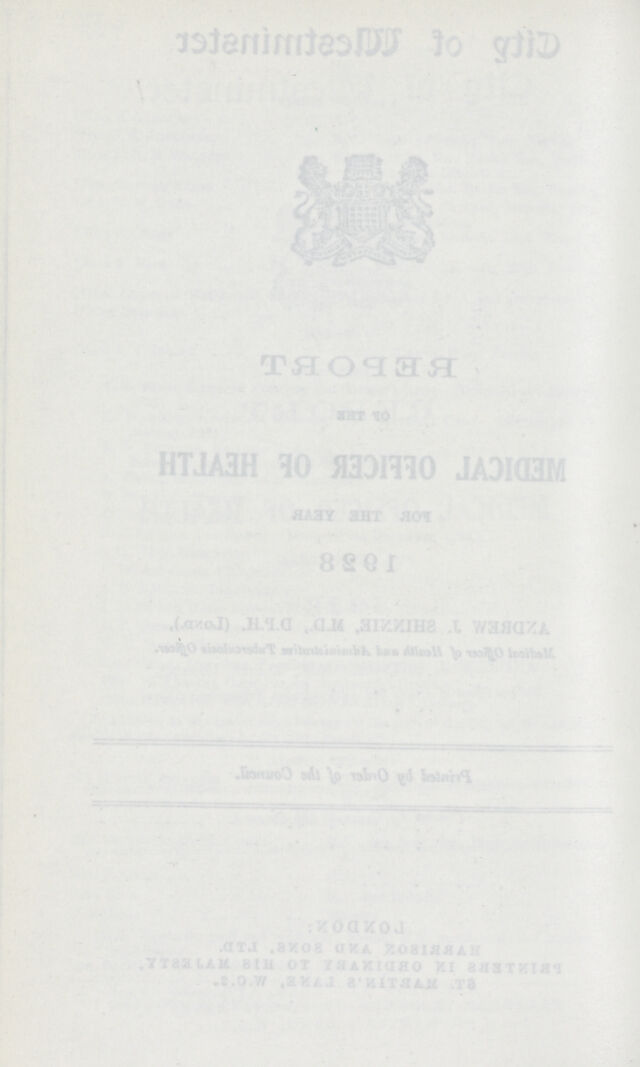 City of Westminster
REPORT
OF THE
MEDICAL OFFICER OF HEALTH
FOR THE YEAR
1928
ANDREW J. SHINNIE, M.D., D.P.H. (LOND.),
Medical Officer of Health and Administrative Tuberculosis Officer.
Printed by Order of the Council.
LONDON:
HARRISON AND SONS, LTD.
PRINTERS IN ORDINARY TO HIS MAJESTY,
ST. MARTIN'S LANE, W.C.2.